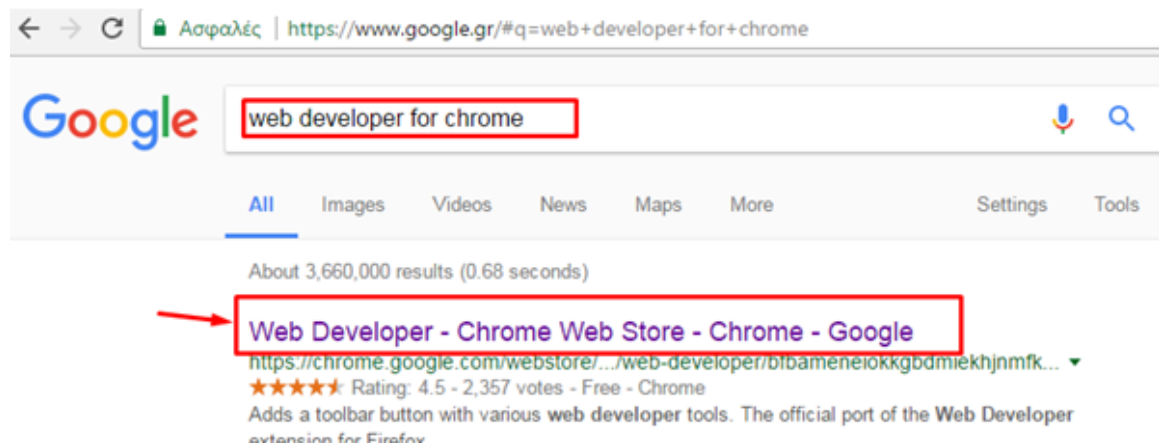 Ασφαλές https://www.google.gr/#q=web+developer+for+chrome
Google web developer for chrome
All Images Videos News Maps More Settings Tools
About 3,660,000 results (0.68 seconds)
Web Developer - Chrome Web Store - Chrome - Google
https://chrome.google.com/webstore/.../web-developer/bfbameneiokkgbdmiekhjnmfk...
Rating: 4.5 - 2,357 votes - Free - Chrome
Adds a toolbar button with various web developer tools. The official port of the Web Developer
extension for Firefox